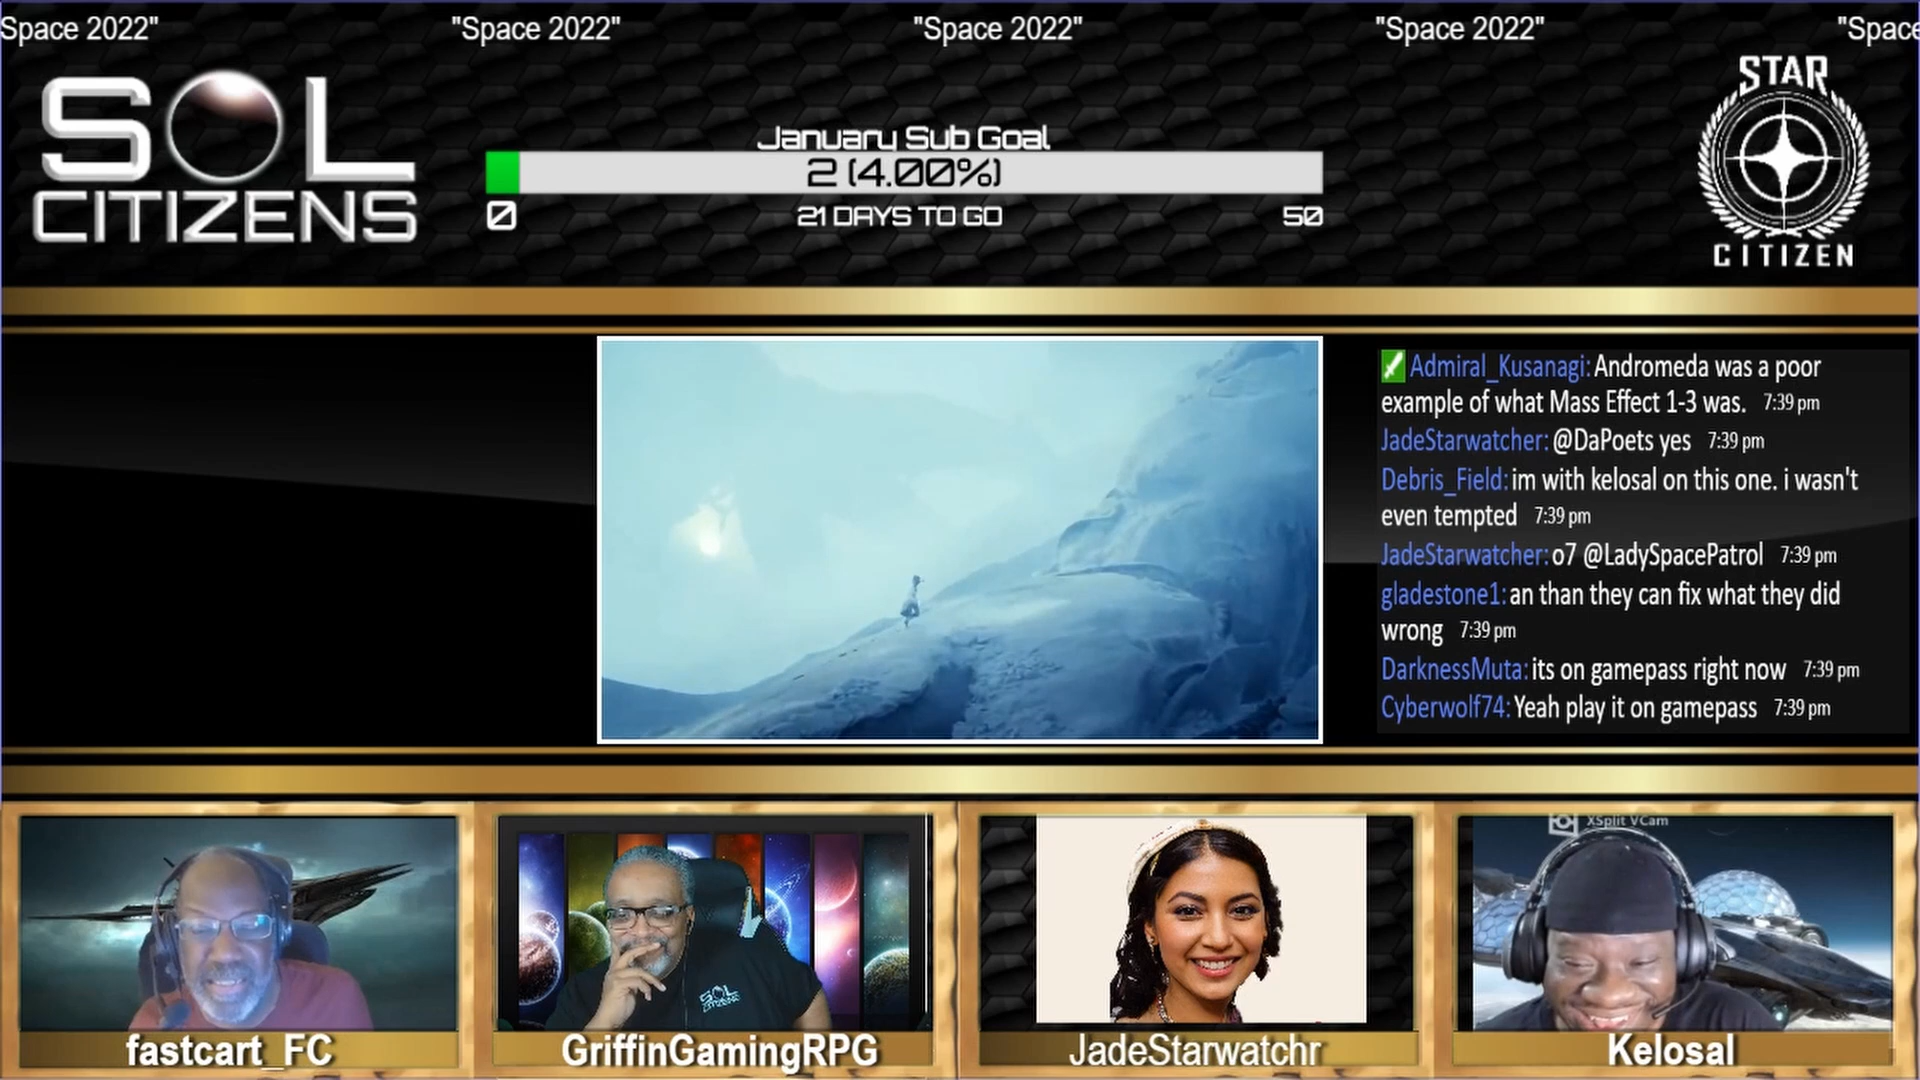 Space 2022" "Space 2022" "Space 2022" "Space 2022" "Space
SOL
CITIZENS
January Sub Goal
2 (4.00%)
0 21 DAYS TO GO 50
STAR
CITIZEN
Admiral_Kusanagi: Andromeda was a poor
example of what Mass Effect 1-3 was. 7:39 pm
JadeStarwatcher: @DaPoets yes 7:39 pm
Debris_Field: im with kelosal on this one. i wasn't
even tempted 7:39 pm
JadeStarwatcher: o7 @LadySpacePatrol 7:39 pm
gladestone1: an than they can fix what they did
wrong 7:39 pm
DarknessMuta: its on gamepass right now 7:39 pm
Cyberwolf74: Yeah play it on gamepass 7:39 pm
XSplit VCam
SOL
CITIZENS
fastcart_FC
GriffinGamingRPG
JadeStarwatchr
Kelosal